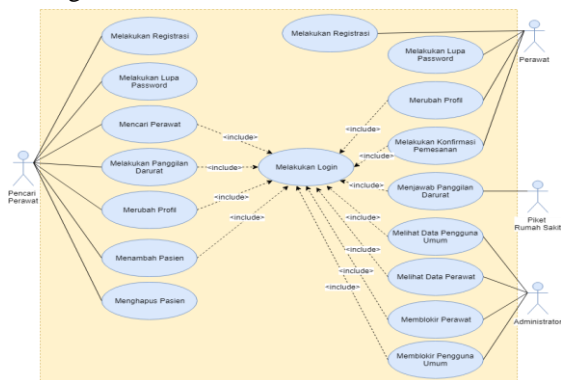 Melakukan Registrasi
Melakukan Lupa
Password
Mencari Perawat
Melakukan Panggilan
Darurat
Merubah Profil
Menambah Pasien
Menghapus Pasien
Pencari
Perawat
<include>
<include>
<include>
<include>
Melakukan Login
Melakukan Registrasi
Melakukan Lupa
Password
Merubah Profil
Melakukan Konfirmasi
Pemesanan
Menjawab Panggilan
Darurat
Melihat Data Pengguna
Umum
Melihat Data Perawat
Memblokir Perawat
Memblokir Pengguna
Umum
<include>
<include>
<include>
<include>
<include>
<include>
<include>
Perawat
Piket
Rumah Sakit
Administrator